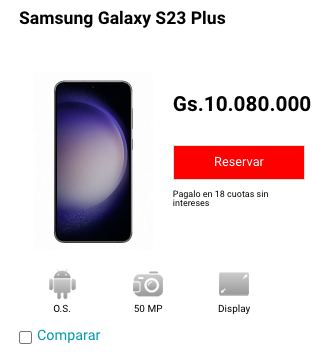 Samsung Galaxy S23 Plus
Gs.10.080.000
Reservar
Pagalo en 18 cuotas sin
intereses
O.S.
50 MP
Display
Comparar